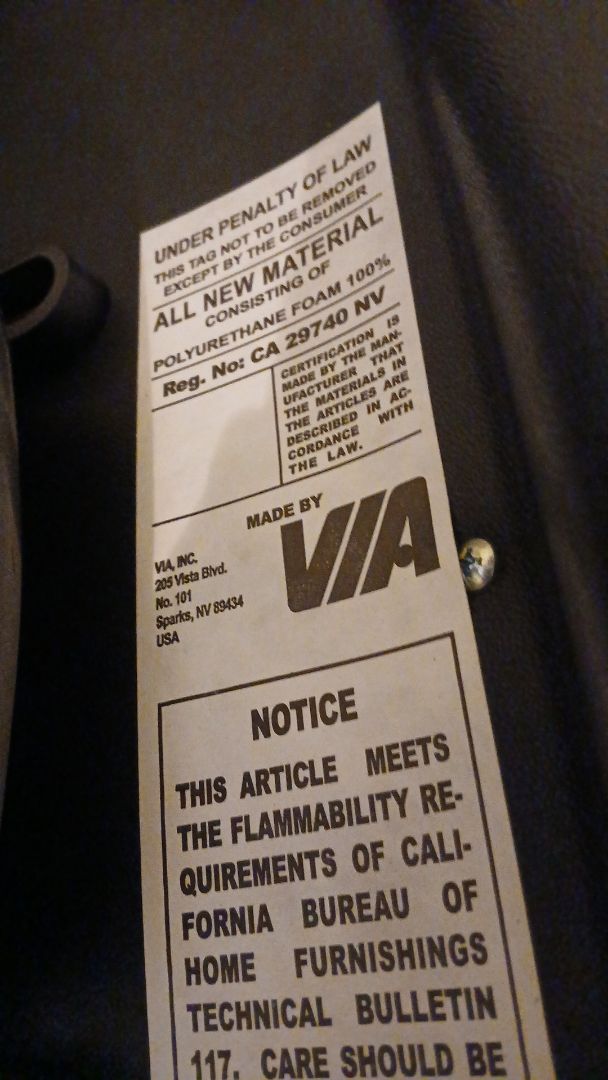 UNDER PENALTY OF LAW
THIS TAG NOT TO BE REMOVED
EXCEPT BY THE CONSUMER
ALL NEW MATERIAL
CONSISTING OF
POLYURETHANE FOAM 100%
Reg. No: CA 29740 NV
CERTIFICATION IS
MADE BY THE MAN-
UFACTURER THAT
THE MATERIALS IN
THE ARTICLES ARE
DESCRIBED IN AC-
CORDANCE WITH
THE LAW.
MADE BY
VIA
VIA, INC.
205 Vista Blvd.
No. 101
Sparks, NV 89434
USA
NOTICE
THIS ARTICLE MEETS
THE FLAMMABILITY RE-
QUIREMENTS OF CALI-
FORNIA BUREAU OF
HOME FURNISHINGS
TECHNICAL BULLETIN
117. CARE SHOULD BE